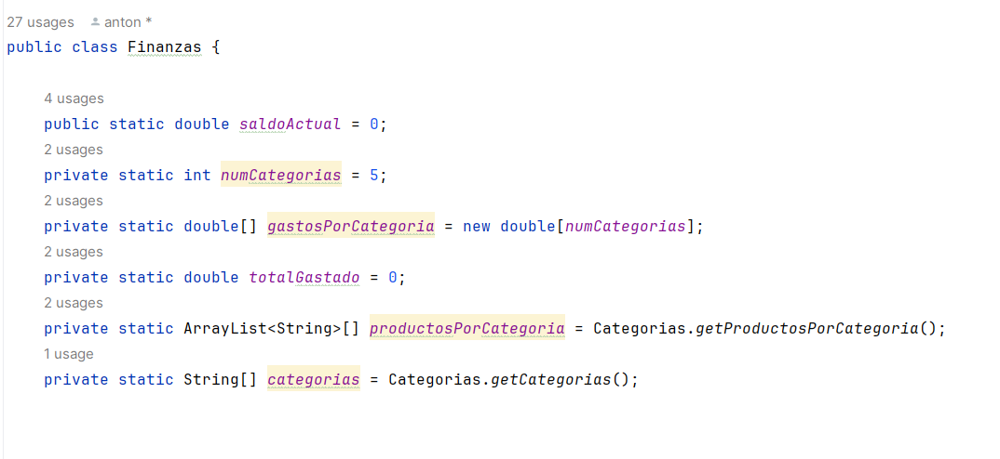 27 usages anton *
public class Finanzas {
4 usages
public static double saldoActual = 0;
2 usages
private static int numCategorias = 5;
2 usages
private static double[] gastosPorCategoria = new double[numCategorias];
2 usages
private static double totalGastado = 0;
2 usages
private static ArrayList<String>[] productosPorCategoria = Categorias.getProductosPorCategoria();
1 usage
private static String[] categorias = Categorias.getCategorias();